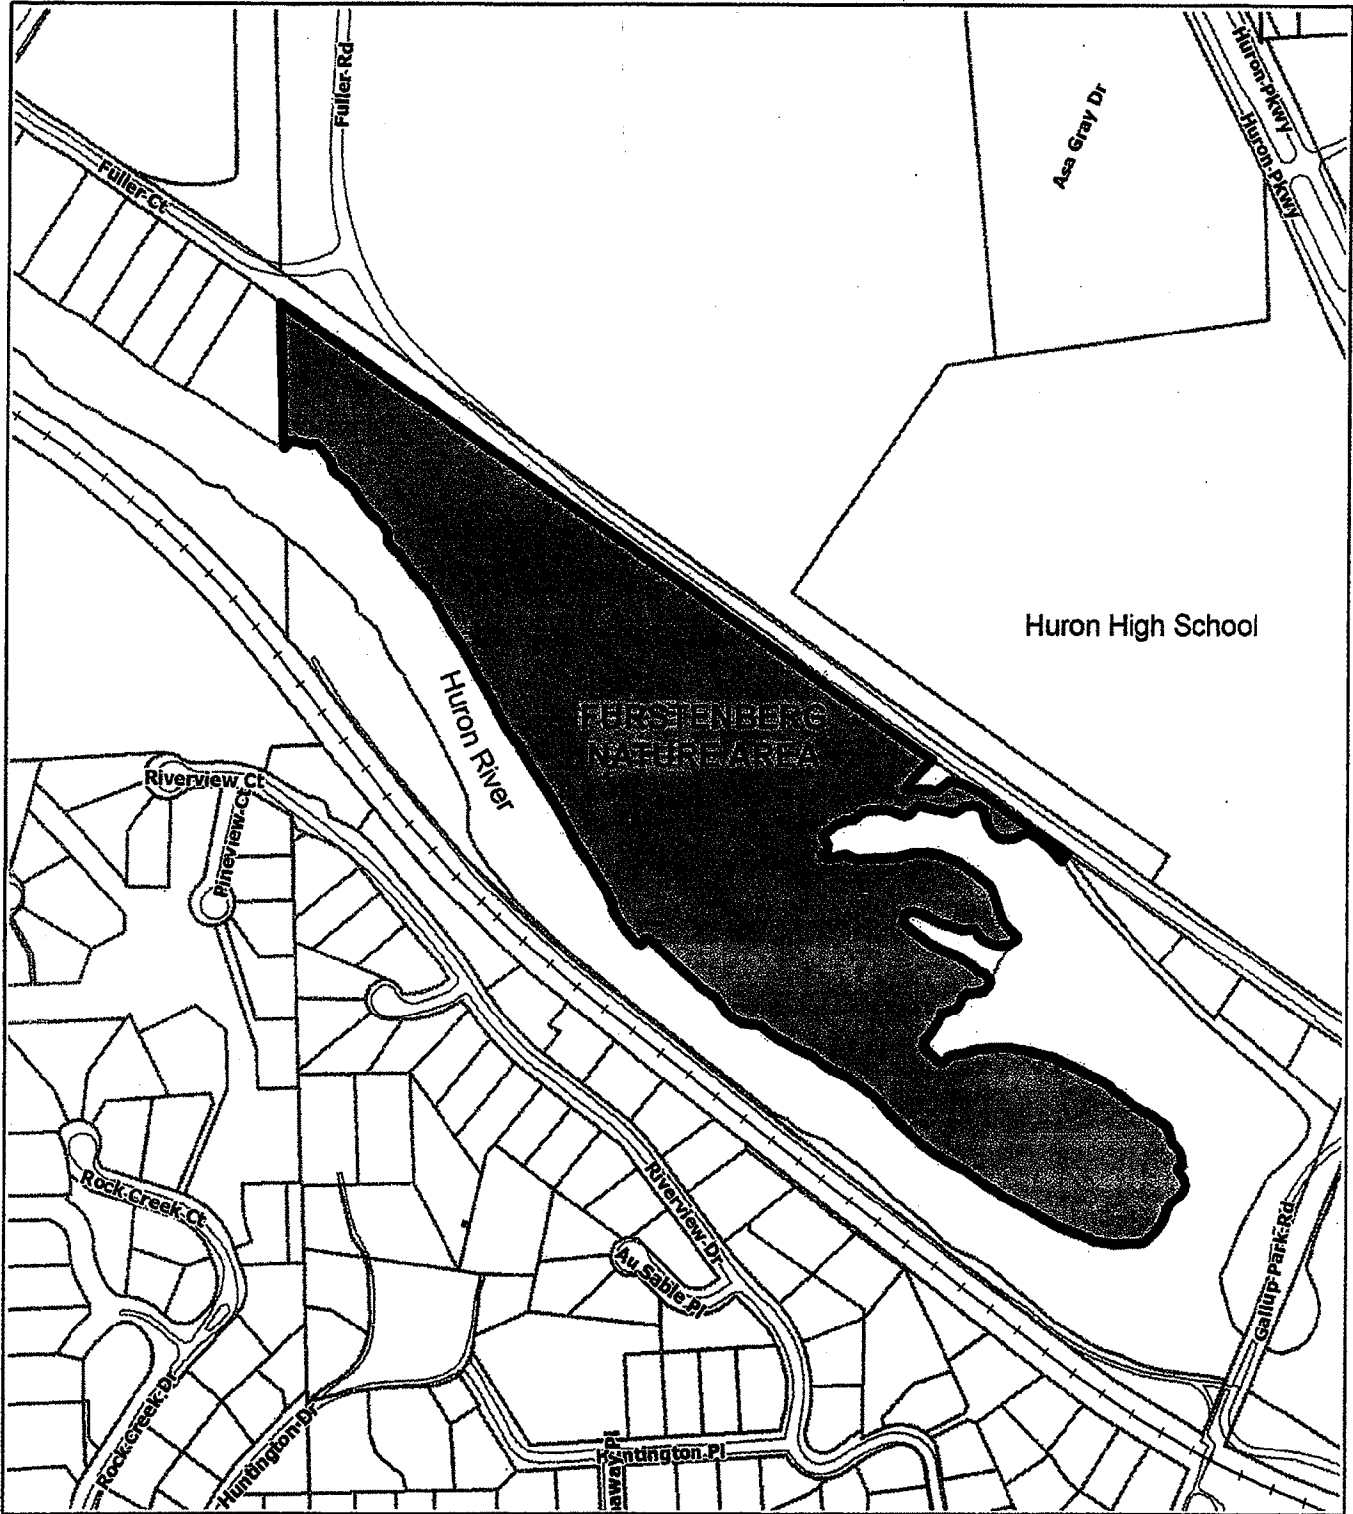 Fuller Rd
Huron Pkwy
Asa Gray Dr
Huron Pkwy
Fuller Ct
Huron High School
Huron River
FURSTENBERG
NATURE AREA
Riverview Ct
Pineview Ct
Rock Creek Ct
Riverview Dr
Au Sable Pl
Gallup Park Rd
Rock Creek Dr
Huntington Dr
Huntington Pl